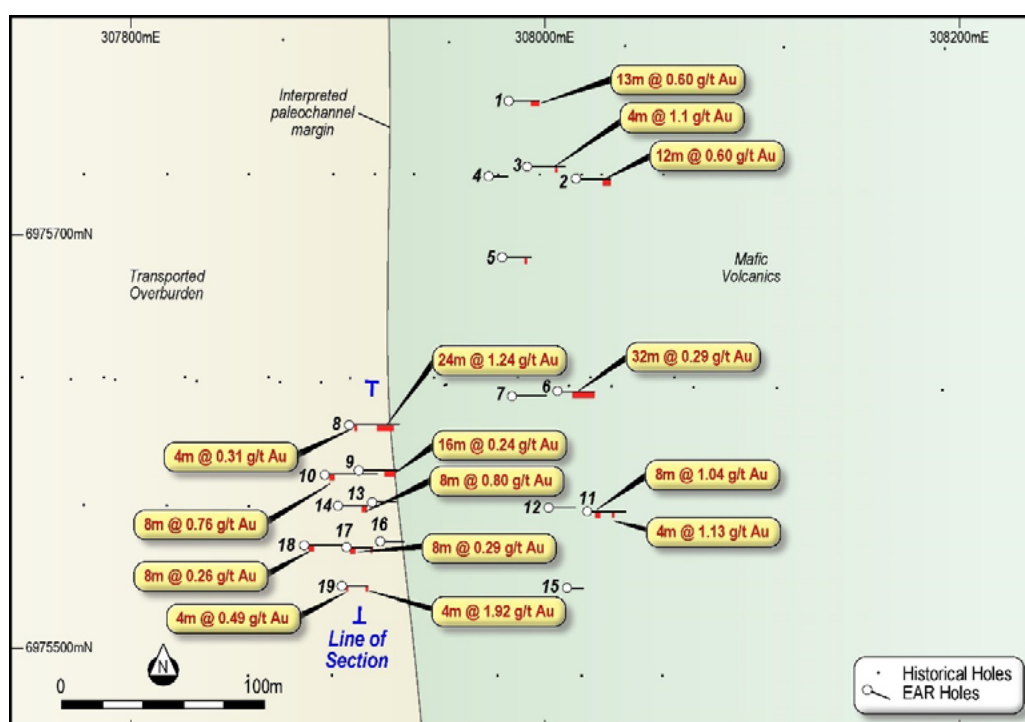 307800mE
308000mE
308200mE
Interpreted
paleochannel
margin
1
13m @ 0.60 g/t Au
4m @ 1.1 g/t Au
3
12m @ 0.60 g/t Au
4
2
6975700mN
5
Transported
Overburden
Mafic
Volcanics
24m @ 1.24 g/t Au
32m @ 0.29 g/t Au
T
7
6
8
4m @ 0.31 g/t Au
16m @ 0.24 g/t Au
9
10
8m @ 1.04 g/t Au
8m @ 0.80 g/t Au
13
14
12
11
8m @ 0.76 g/t Au
4m @ 1.13 g/t Au
16
17
18
8m @ 0.29 g/t Au
8m @ 0.26 g/t Au
19
15
4m @ 0.49 g/t Au
4m @ 1.92 g/t Au
Line of
Section
6975500mN
N
0
100m
Historical Holes
EAR Holes